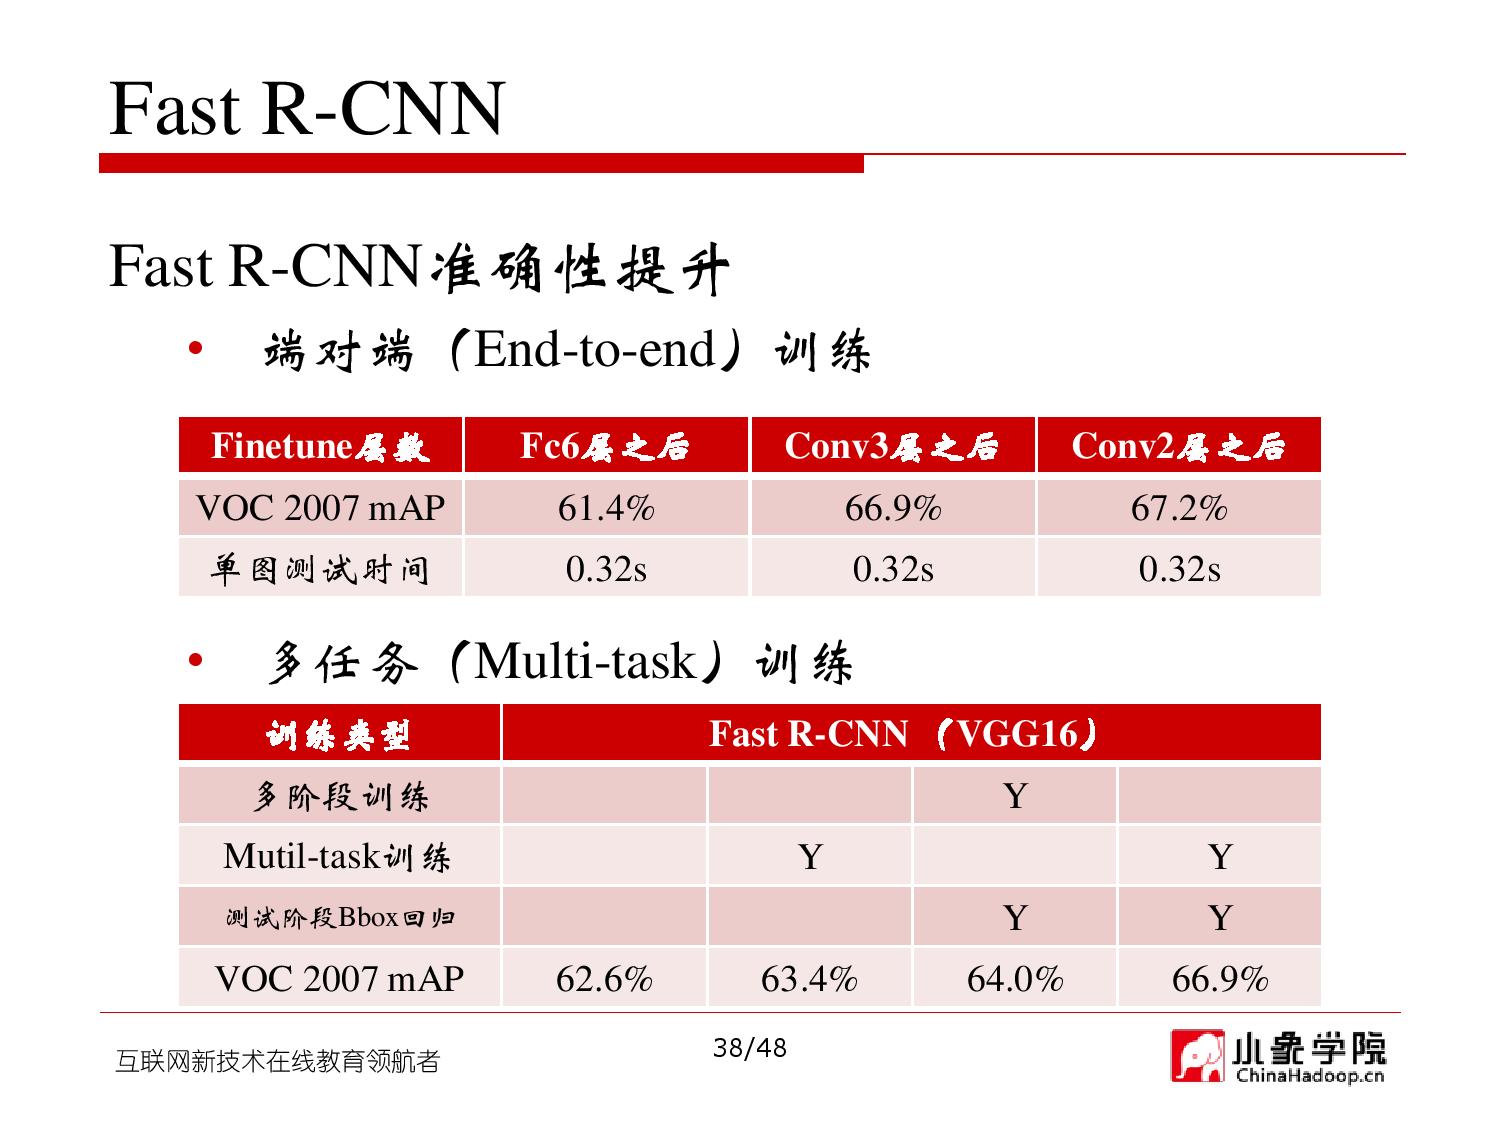 Fast R-CNN
Fast R-CNN准确性提升
• 端对端（End-to-end）训练
Finetune层数 Fc6层之后 Conv3层之后 Conv2层之后
VOC 2007 mAP 61.4% 66.9% 67.2%
单图测试时间 0.32s 0.32s 0.32s
• 多任务（Multi-task）训练
训练类型 Fast R-CNN （VGG16）
多阶段训练 Y
Mutil-task训练 Y Y
测试阶段Bbox回归 Y Y
VOC 2007 mAP 62.6% 63.4% 64.0% 66.9%
互联网新技术在线教育领航者
38/48
小象学院
ChinaHadoop.cn